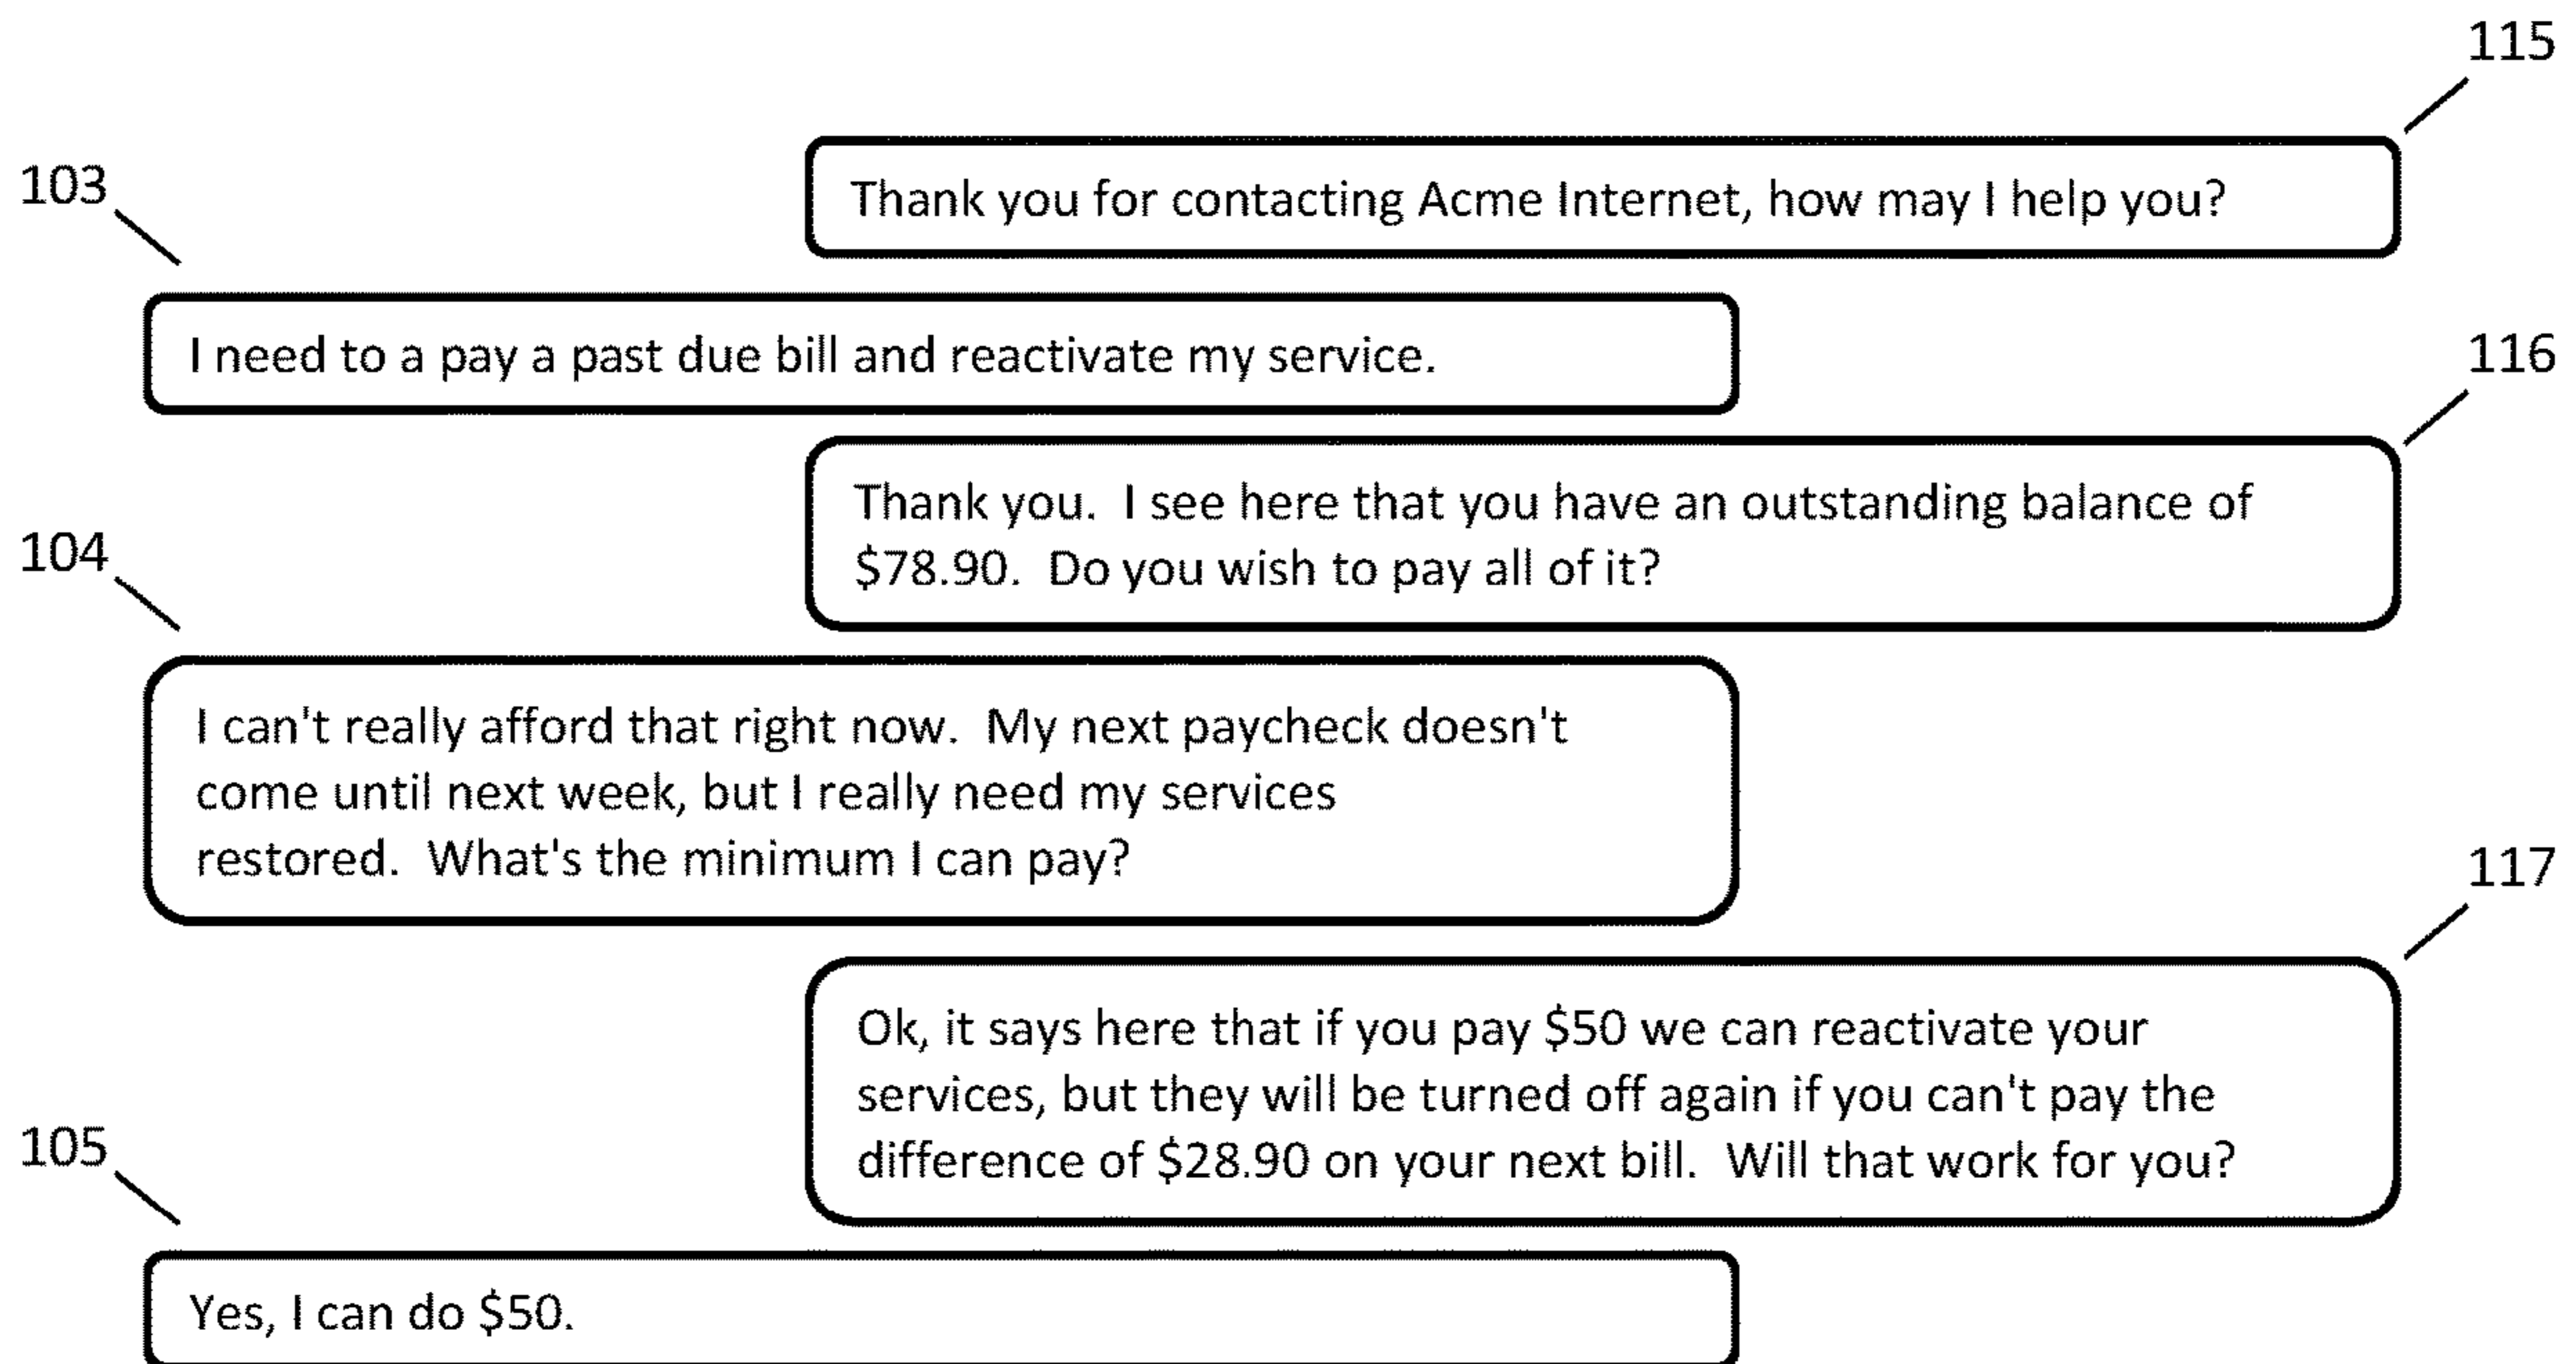 115
103
Thank you for contacting Acme Internet, how may I help you?
I need to a pay a past due bill and reactivate my service.
116
Thank you.  I see here that you have an outstanding balance of
$78.90.  Do you wish to pay all of it?
104
I can't really afford that right now.  My next paycheck doesn't
come until next week, but I really need my services
restored.  What's the minimum I can pay?
117
Ok, it says here that if you pay $50 we can reactivate your
services, but they will be turned off again if you can't pay the
difference of $28.90 on your next bill.  Will that work for you?
105
Yes, I can do $50.